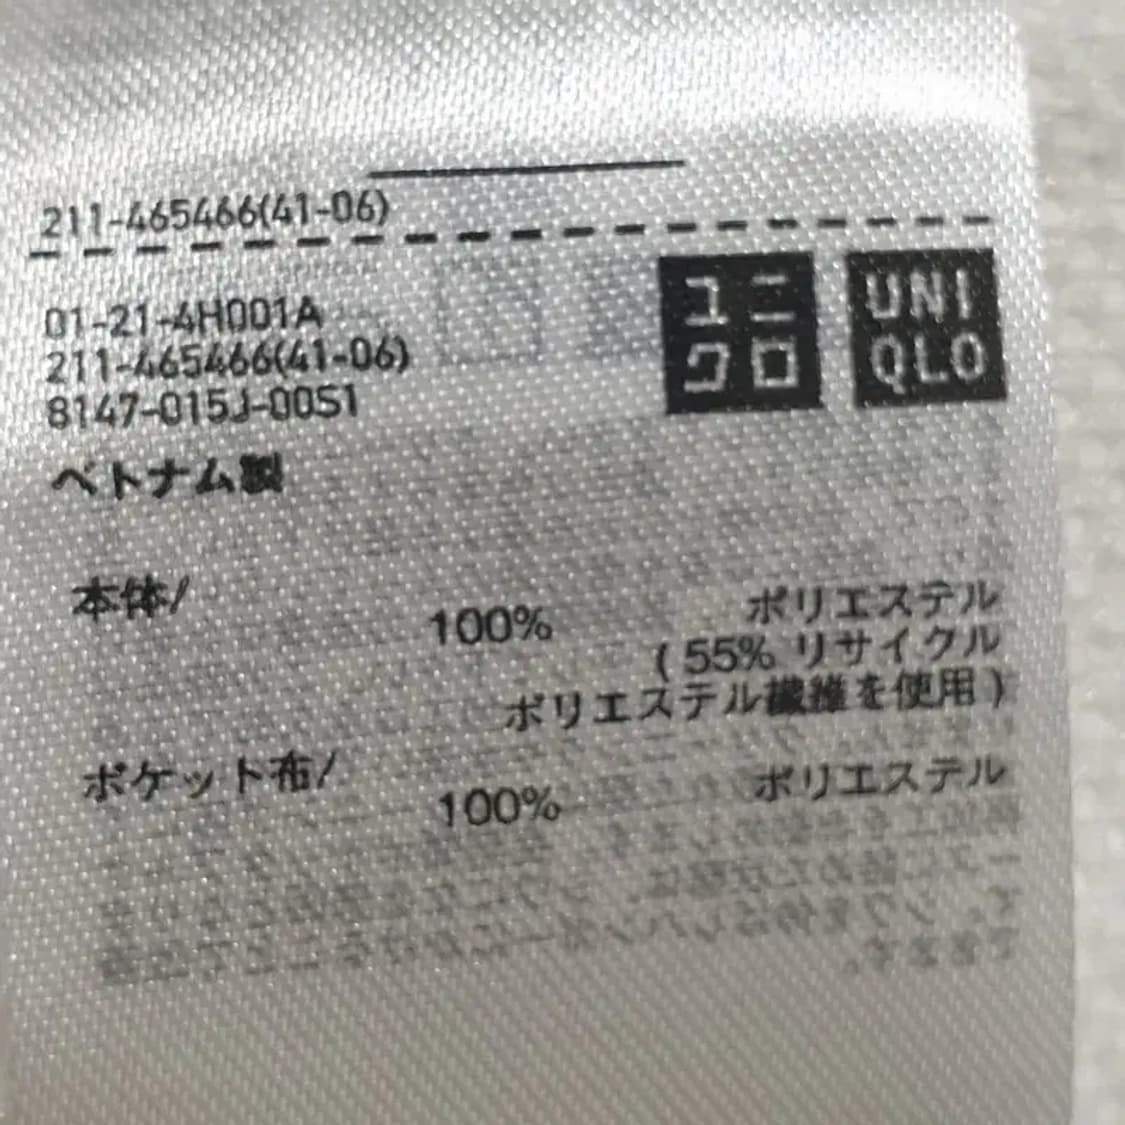 211-465466(41-06)
01-21-4H001A
211-465466(41-06)
8147-015J-00S1
ユニ
クロ
UNI
QLO
ベトナム製
本体/
100% ポリエステル
( 55% リサイクル
ポリエステル繊維を使用 )
ポケット布/
100% ポリエステル